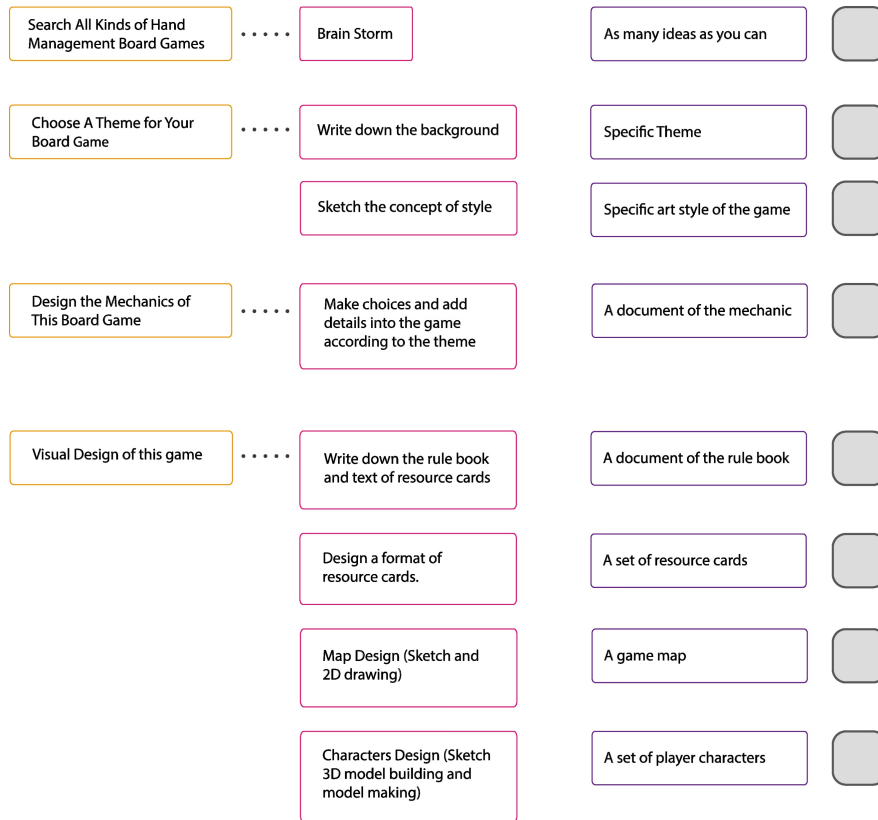 Search All Kinds of Hand
Management Board Games
Brain Storm
As many ideas as you can
Choose A Theme for Your
Board Game
Write down the background
Specific Theme
Sketch the concept of style
Specific art style of the game
Design the Mechanics of
This Board Game
Make choices and add
details into the game
according to the theme
A document of the mechanic
Visual Design of this game
Write down the rule book
and text of resource cards
A document of the rule book
Design a format of
resource cards.
A set of resource cards
Map Design (Sketch and
2D drawing)
A game map
Characters Design (Sketch
3D model building and
model making)
A set of player characters